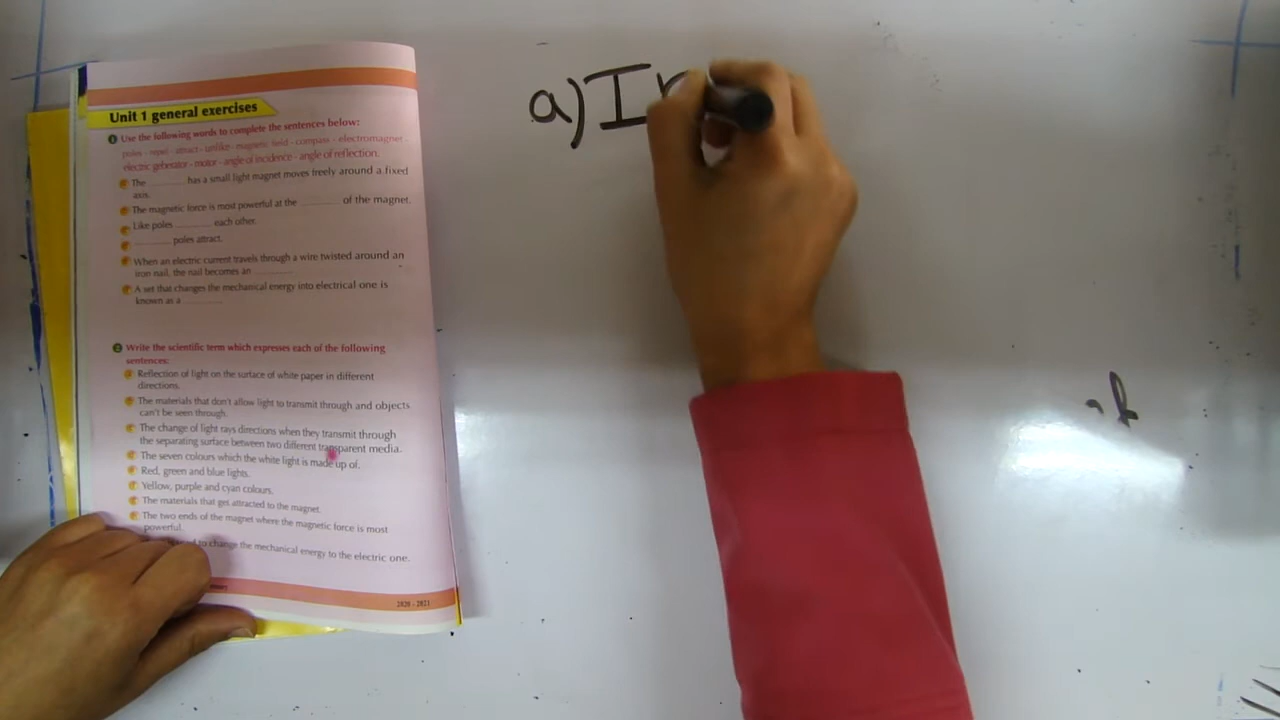 Unit 1 general exercises
1 Use the following words to complete the sentences below:
poles - repel - attract - unlike - magnetic field - compass - electromagnet -
electric geberator - motor - angle of incidence - angle of reflection.
The ........ has a small light magnet moves freely around a fixed
axis.
The magnetic force is most powerful at the ........ of the magnet.
Like poles ........ each other.
........ poles attract.
When an electric current travels through a wire twisted around an
iron nail, the nail becomes an ........
A set that changes the mechanical energy into electrical one is
known as a ........
2 Write the scientific term which expresses each of the following
sentences:
Reflection of light on the surface of white paper in different
directions.
The materials that don't allow light to transmit through and objects
can't be seen through.
The change of light rays directions when they transmit through
the separating surface between two different transparent media.
The seven colours which the white light is made up of.
Red, green and blue lights.
Yellow, purple and cyan colours.
The materials that get attracted to the magnet.
The two ends of the magnet where the magnetic force is most
powerful.
to change the mechanical energy to the electric one.
2020 - 2021
a) I